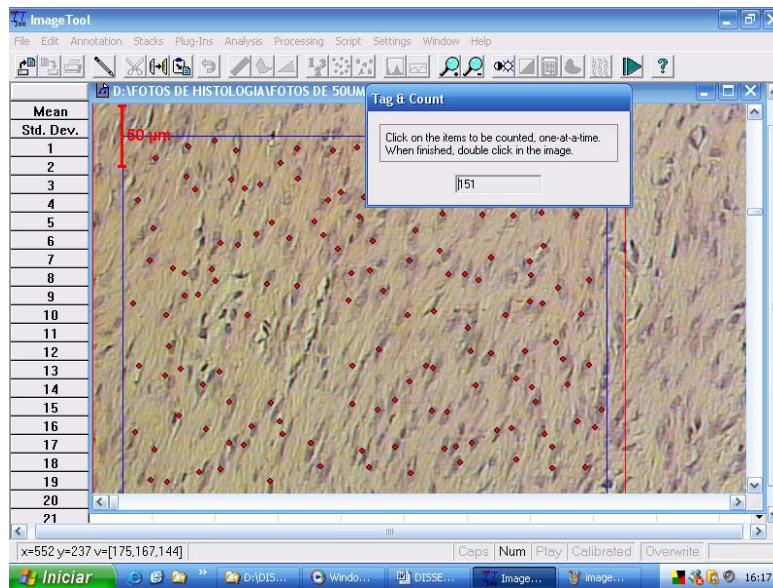 ImageTool
File Edit Annotation Stacks Plug-Ins Analysis Processing Script Settings Window Help
D:\FOTOS DE HISTOLOGIA\FOTOS DE 50UM
Tag & Count
Click on the items to be counted, one-at-a-time.
When finished, double click in the image.
151
50 µm
Mean
Std. Dev.
1
2
3
4
5
6
7
8
9
10
11
12
13
14
15
16
17
18
19
20
21
x=552 y=237 v=[175,167,144]
Caps Num Play Calibrated Overwrite
Iniciar
D:\DIS...
Windo...
DISSE...
Image...
image...
16:17